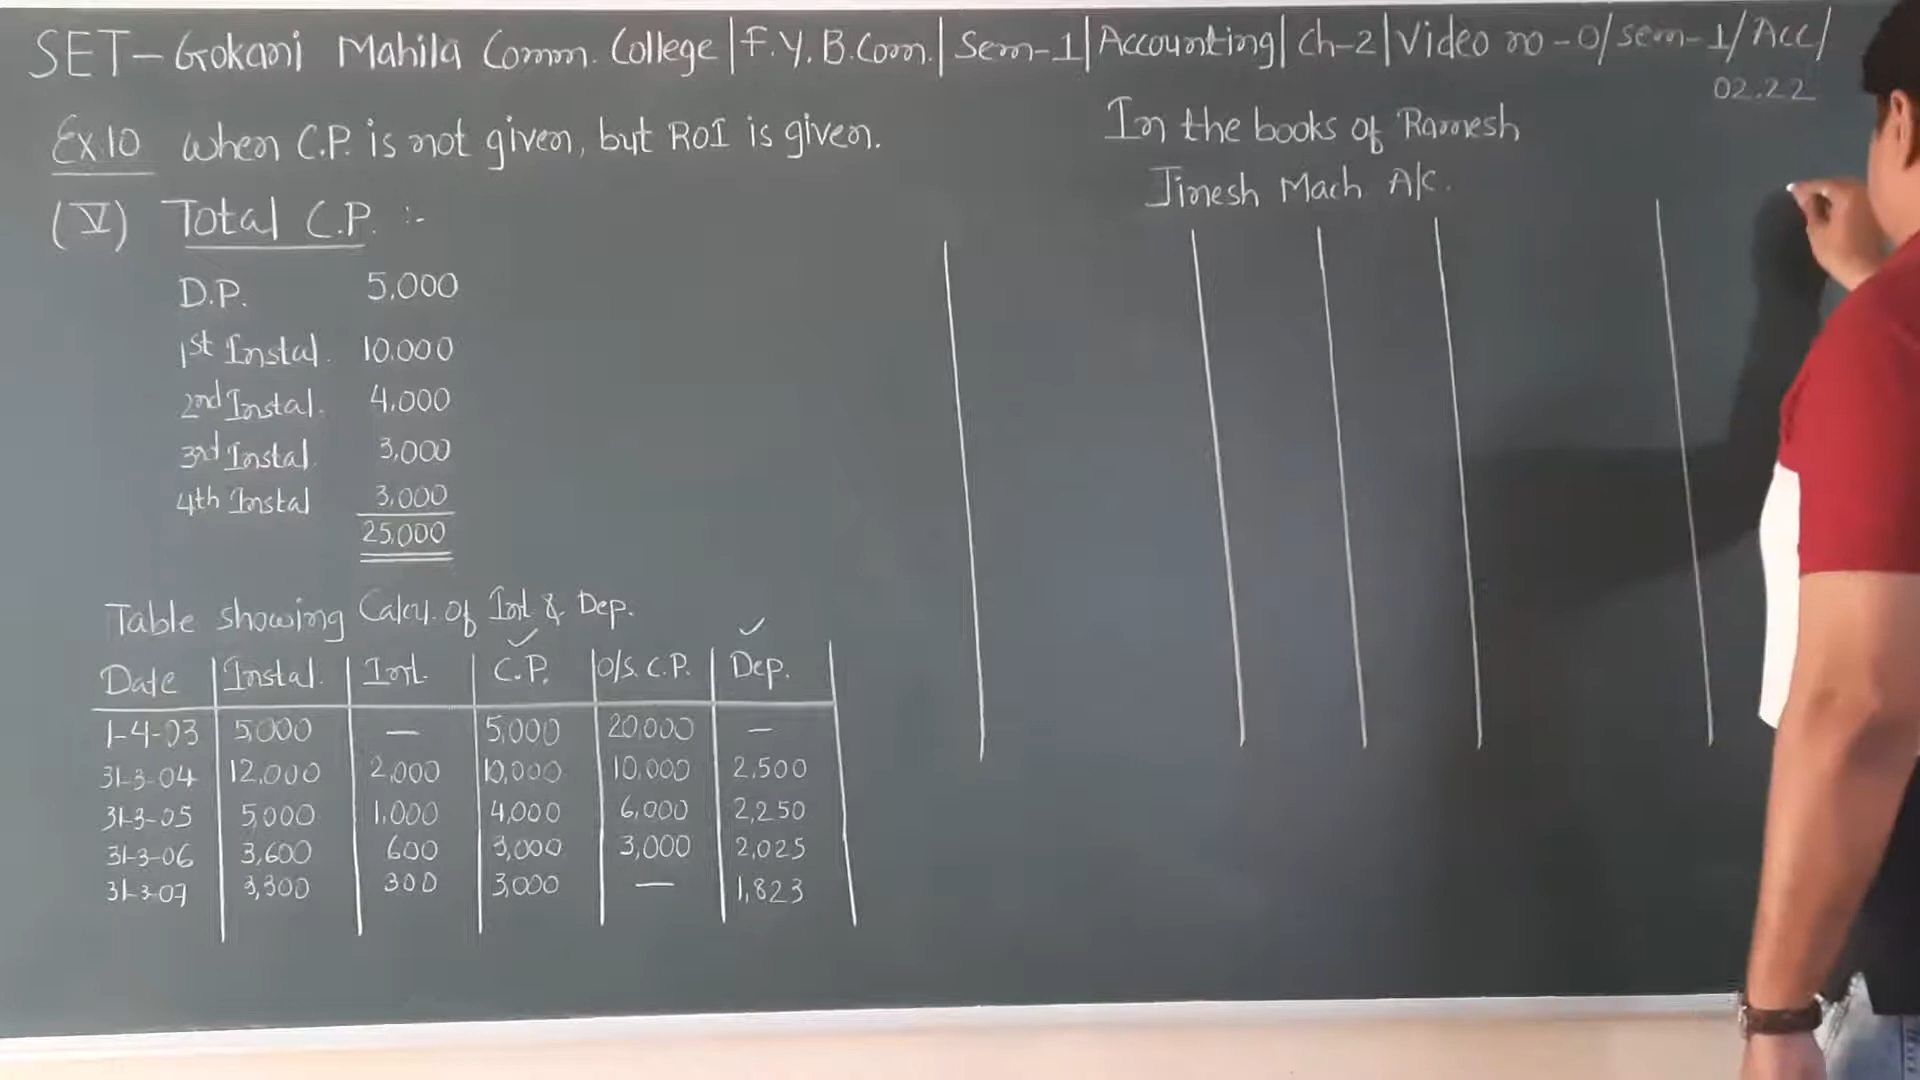 SET - Gokani Mahila Comm. College | F.Y. B.Com. | Sem-1 | Accounting | Ch-2 | Video no - 0/sem-1/Acc/
02.22
Ex.10 When C.P. is not given, but RoI is given.
(V) Total C.P. :-
D.P. 5,000
1st Instal. 10,000
2nd Instal. 4,000
3rd Instal. 3,000
4th Instal 3,000
25,000
Table showing Calcu. of Int & Dep.
Date Instal. Int. C.P. O/S. C.P. Dep.
1-4-03 5,000 — 5,000 20,000 —
31-3-04 12,000 2,000 10,000 10,000 2,500
31-3-05 5,000 1,000 4,000 6,000 2,250
31-3-06 3,600 600 3,000 3,000 2,025
31-3-07 3,300 300 3,000 — 1,823
In the books of Ramesh
Jinesh Mach A/c.